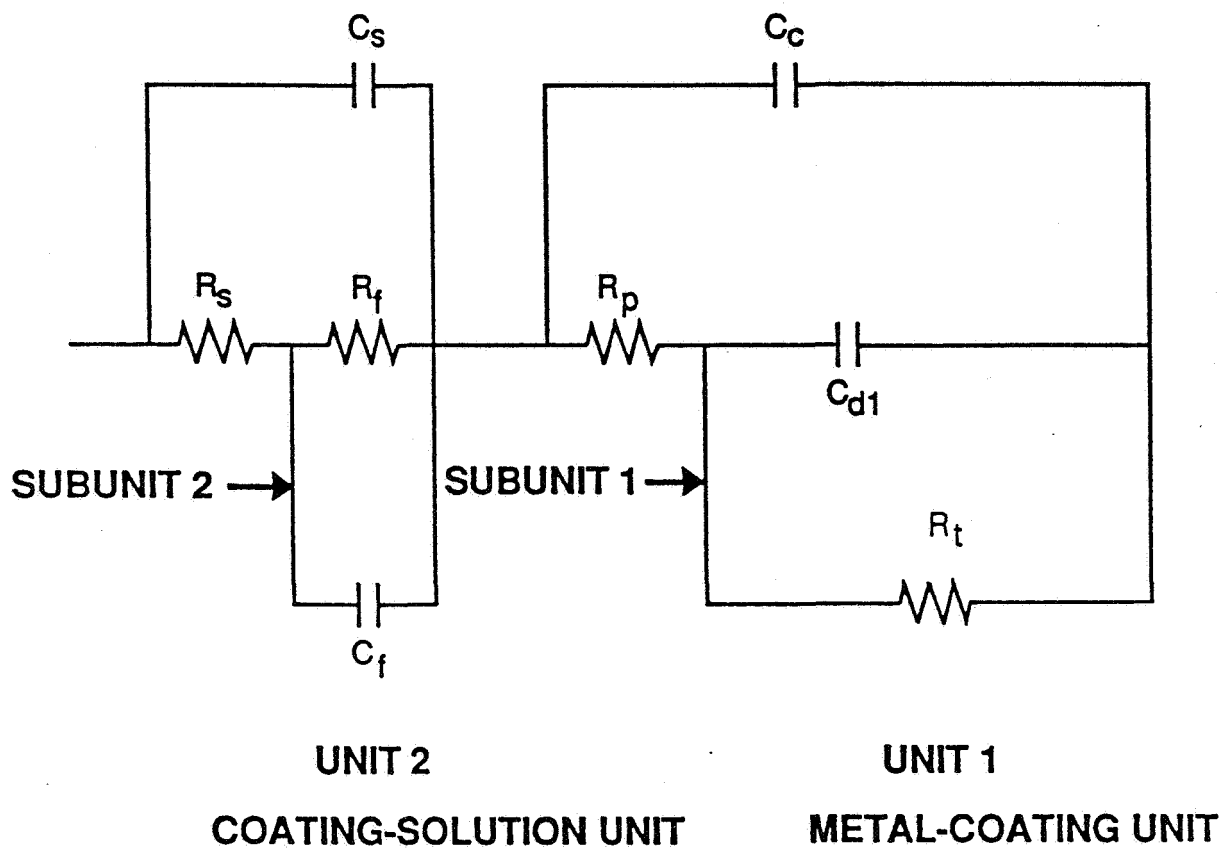 Cs
Cc
Rs
Rf
Rp
Cd1
SUBUNIT 2
SUBUNIT 1
Rt
Cf
UNIT 2
UNIT 1
COATING-SOLUTION UNIT
METAL-COATING UNIT